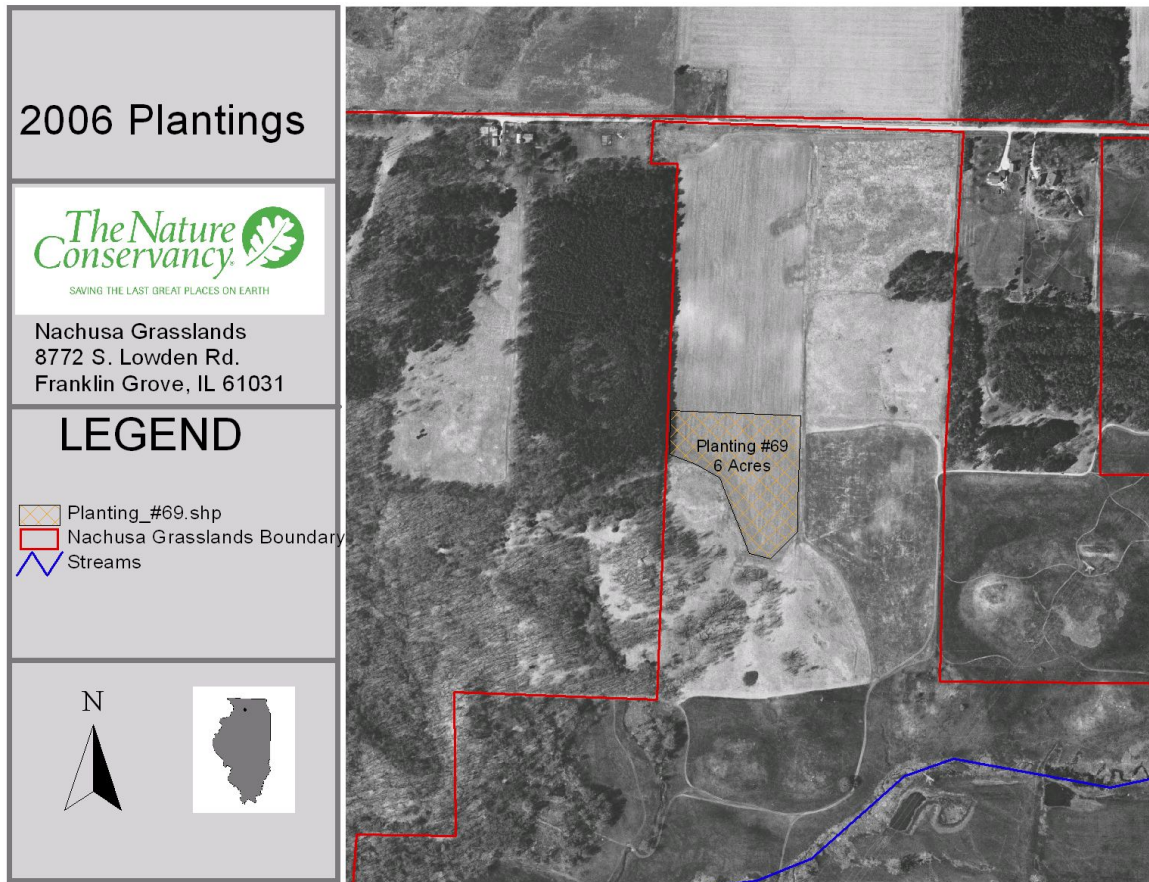 2006 Plantings
The Nature
Conservancy.
SAVING THE LAST GREAT PLACES ON EARTH
Nachusa Grasslands
8772 S. Lowden Rd.
Franklin Grove, IL 61031
LEGEND
Planting_#69.shp
Nachusa Grasslands Boundary
Streams
N
Planting #69
6 Acres